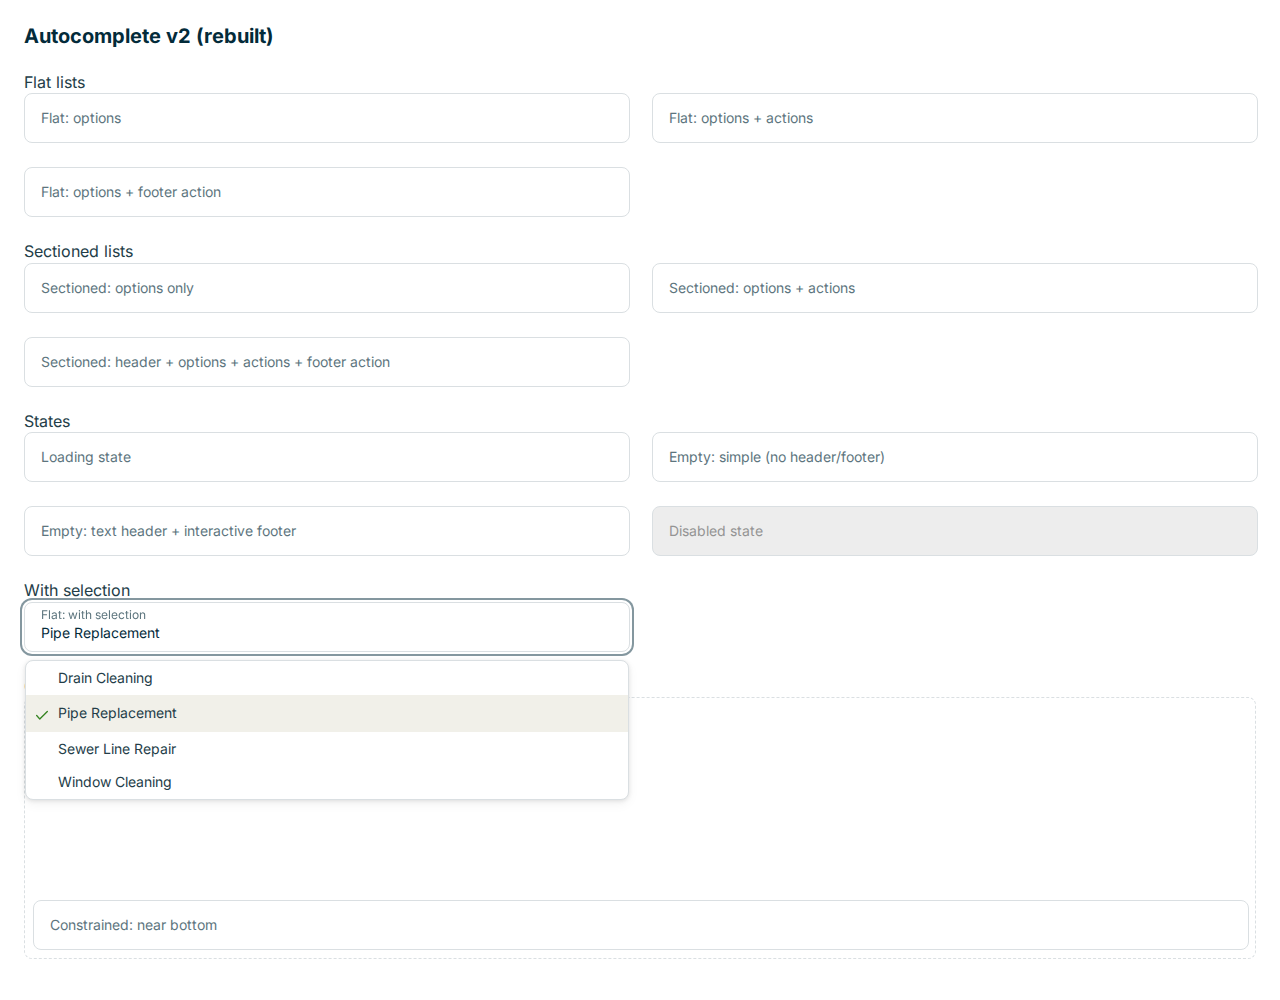 Autocomplete v2 (rebuilt)
Flat lists
Flat: options
Flat: options + actions
Flat: options + footer action
Sectioned lists
Sectioned: options only
Sectioned: options + actions
Sectioned: header + options + actions + footer action
States
Loading state
Empty: simple (no header/footer)
Empty: text header + interactive footer
Disabled state
With selection
Flat: with selection
Pipe Replacement
Drain Cleaning
Pipe Replacement
Sewer Line Repair
Window Cleaning
Constrained: near bottom